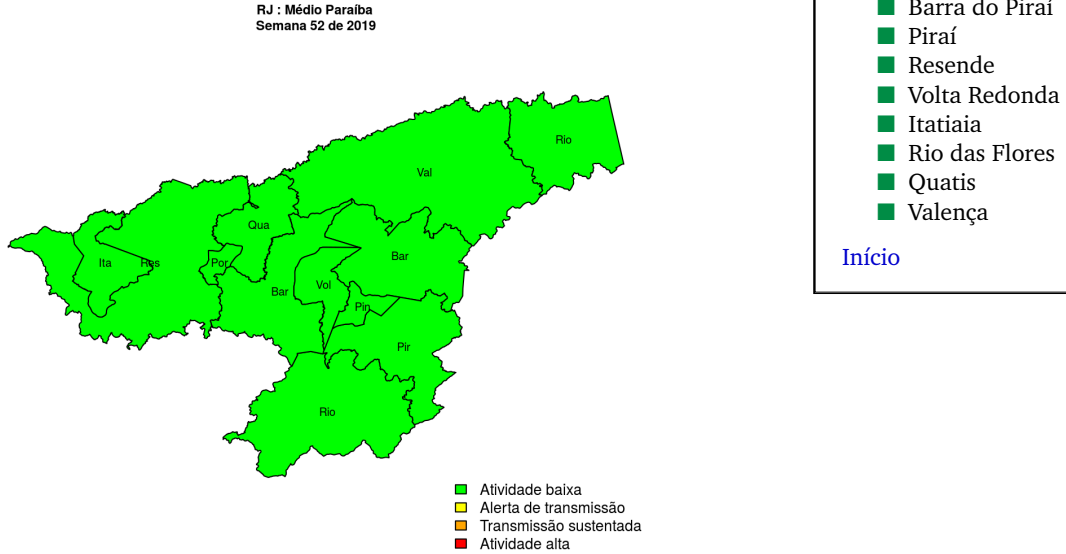 RJ : Médio Paraíba
Semana 52 de 2019
Rio
Val
Qua
Bar
Ita
Res
Por
Vol
Bar
Pin
Pir
Rio
Atividade baixa
Alerta de transmissão
Transmissão sustentada
Atividade alta
Barra do Piraí
Piraí
Resende
Volta Redonda
Itatiaia
Rio das Flores
Quatis
Valença
Início